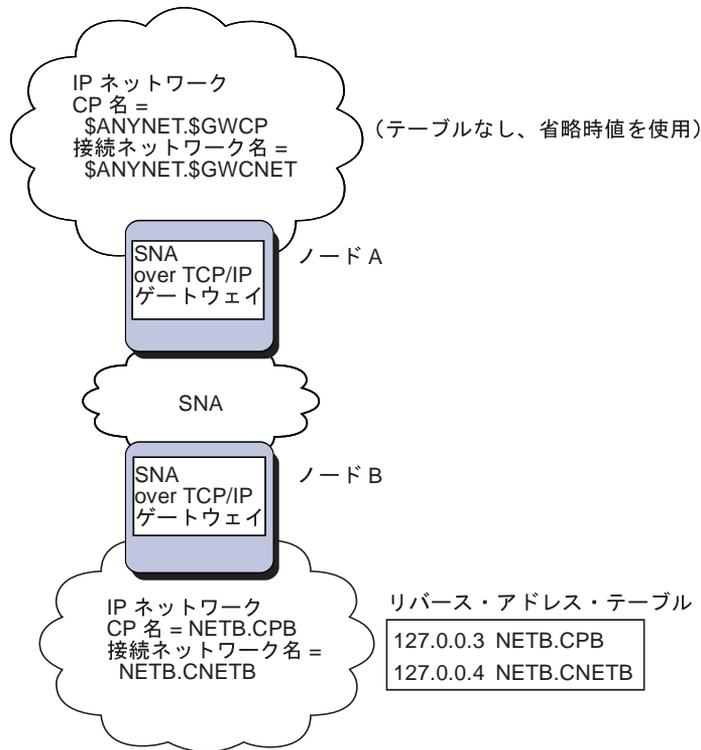 IP ネットワーク
CP 名 =
$ANYNET.$GWCP
接続ネットワーク名 =
$ANYNET.$GWCNET
(テーブルなし、省略時値を使用)
SNA
over TCP/IP
ゲートウェイ
ノード A
SNA
SNA
over TCP/IP
ゲートウェイ
ノード B
IP ネットワーク
CP 名 = NETB.CPB
接続ネットワーク名 =
NETB.CNETB
リバース・アドレス・テーブル
127.0.0.3 NETB.CPB
127.0.0.4 NETB.CNETB